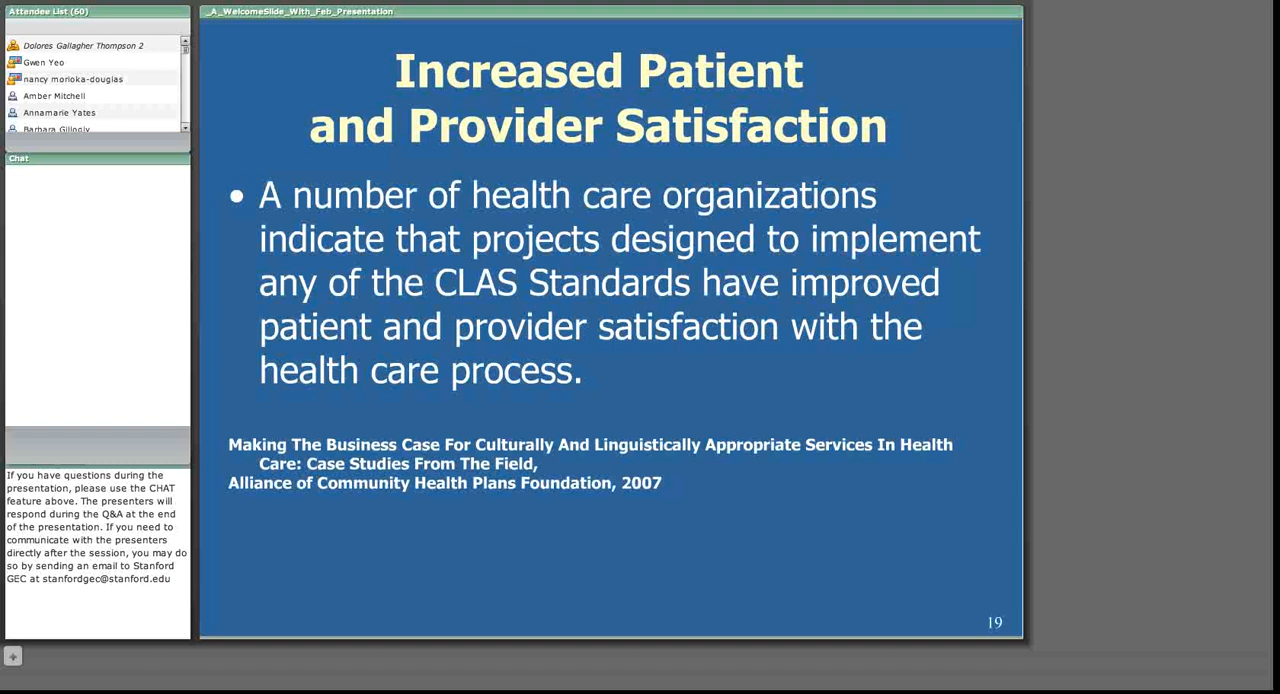 Attendee List (60)
Dolores Gallagher Thompson 2
Gwen Yeo
nancy morioka-douglas
Amber Mitchell
Annamarie Yates
Barbara Gillogly
Chat
If you have questions during the
presentation, please use the CHAT
feature above. The presenters will
respond during the Q&A at the end
of the presentation. If you need to
communicate with the presenters
directly after the session, you may do
so by sending an email to Stanford
GEC at stanfordgec@stanford.edu
_A_WelcomeSlide_With_Feb_Presentation
Increased Patient
and Provider Satisfaction
• A number of health care organizations
indicate that projects designed to implement
any of the CLAS Standards have improved
patient and provider satisfaction with the
health care process.
Making The Business Case For Culturally And Linguistically Appropriate Services In Health
Care: Case Studies From The Field,
Alliance of Community Health Plans Foundation, 2007
19